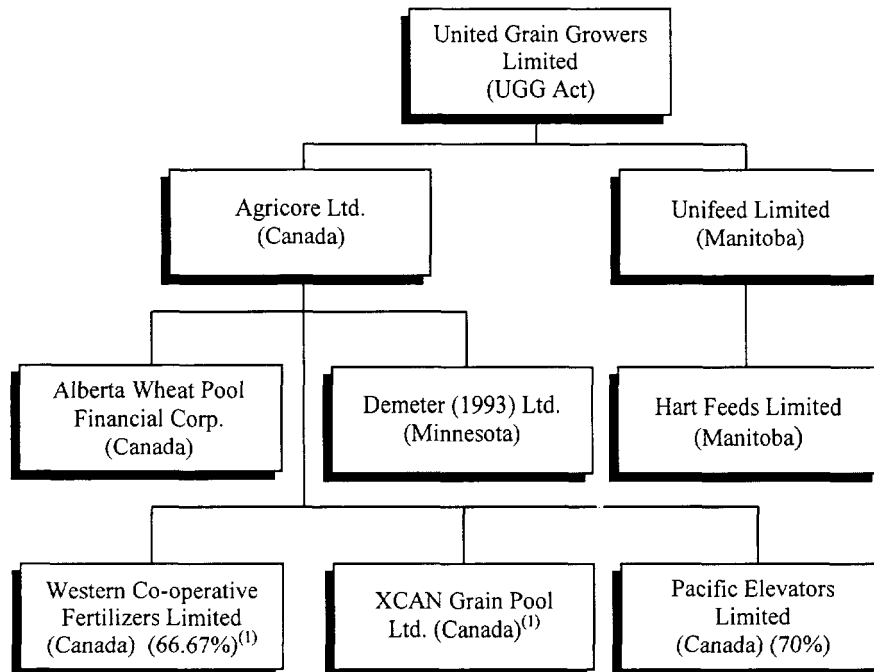 United Grain Growers
Limited
(UGG Act)
Agricore Ltd.
(Canada)
Unifeed Limited
(Manitoba)
Alberta Wheat Pool
Financial Corp.
(Canada)
Demeter (1993) Ltd.
(Minnesota)
Hart Feeds Limited
(Manitoba)
Western Co-operative
Fertilizers Limited
(Canada) (66.67%)(1)
XCAN Grain Pool
Ltd. (Canada)(1)
Pacific Elevators
Limited
(Canada) (70%)